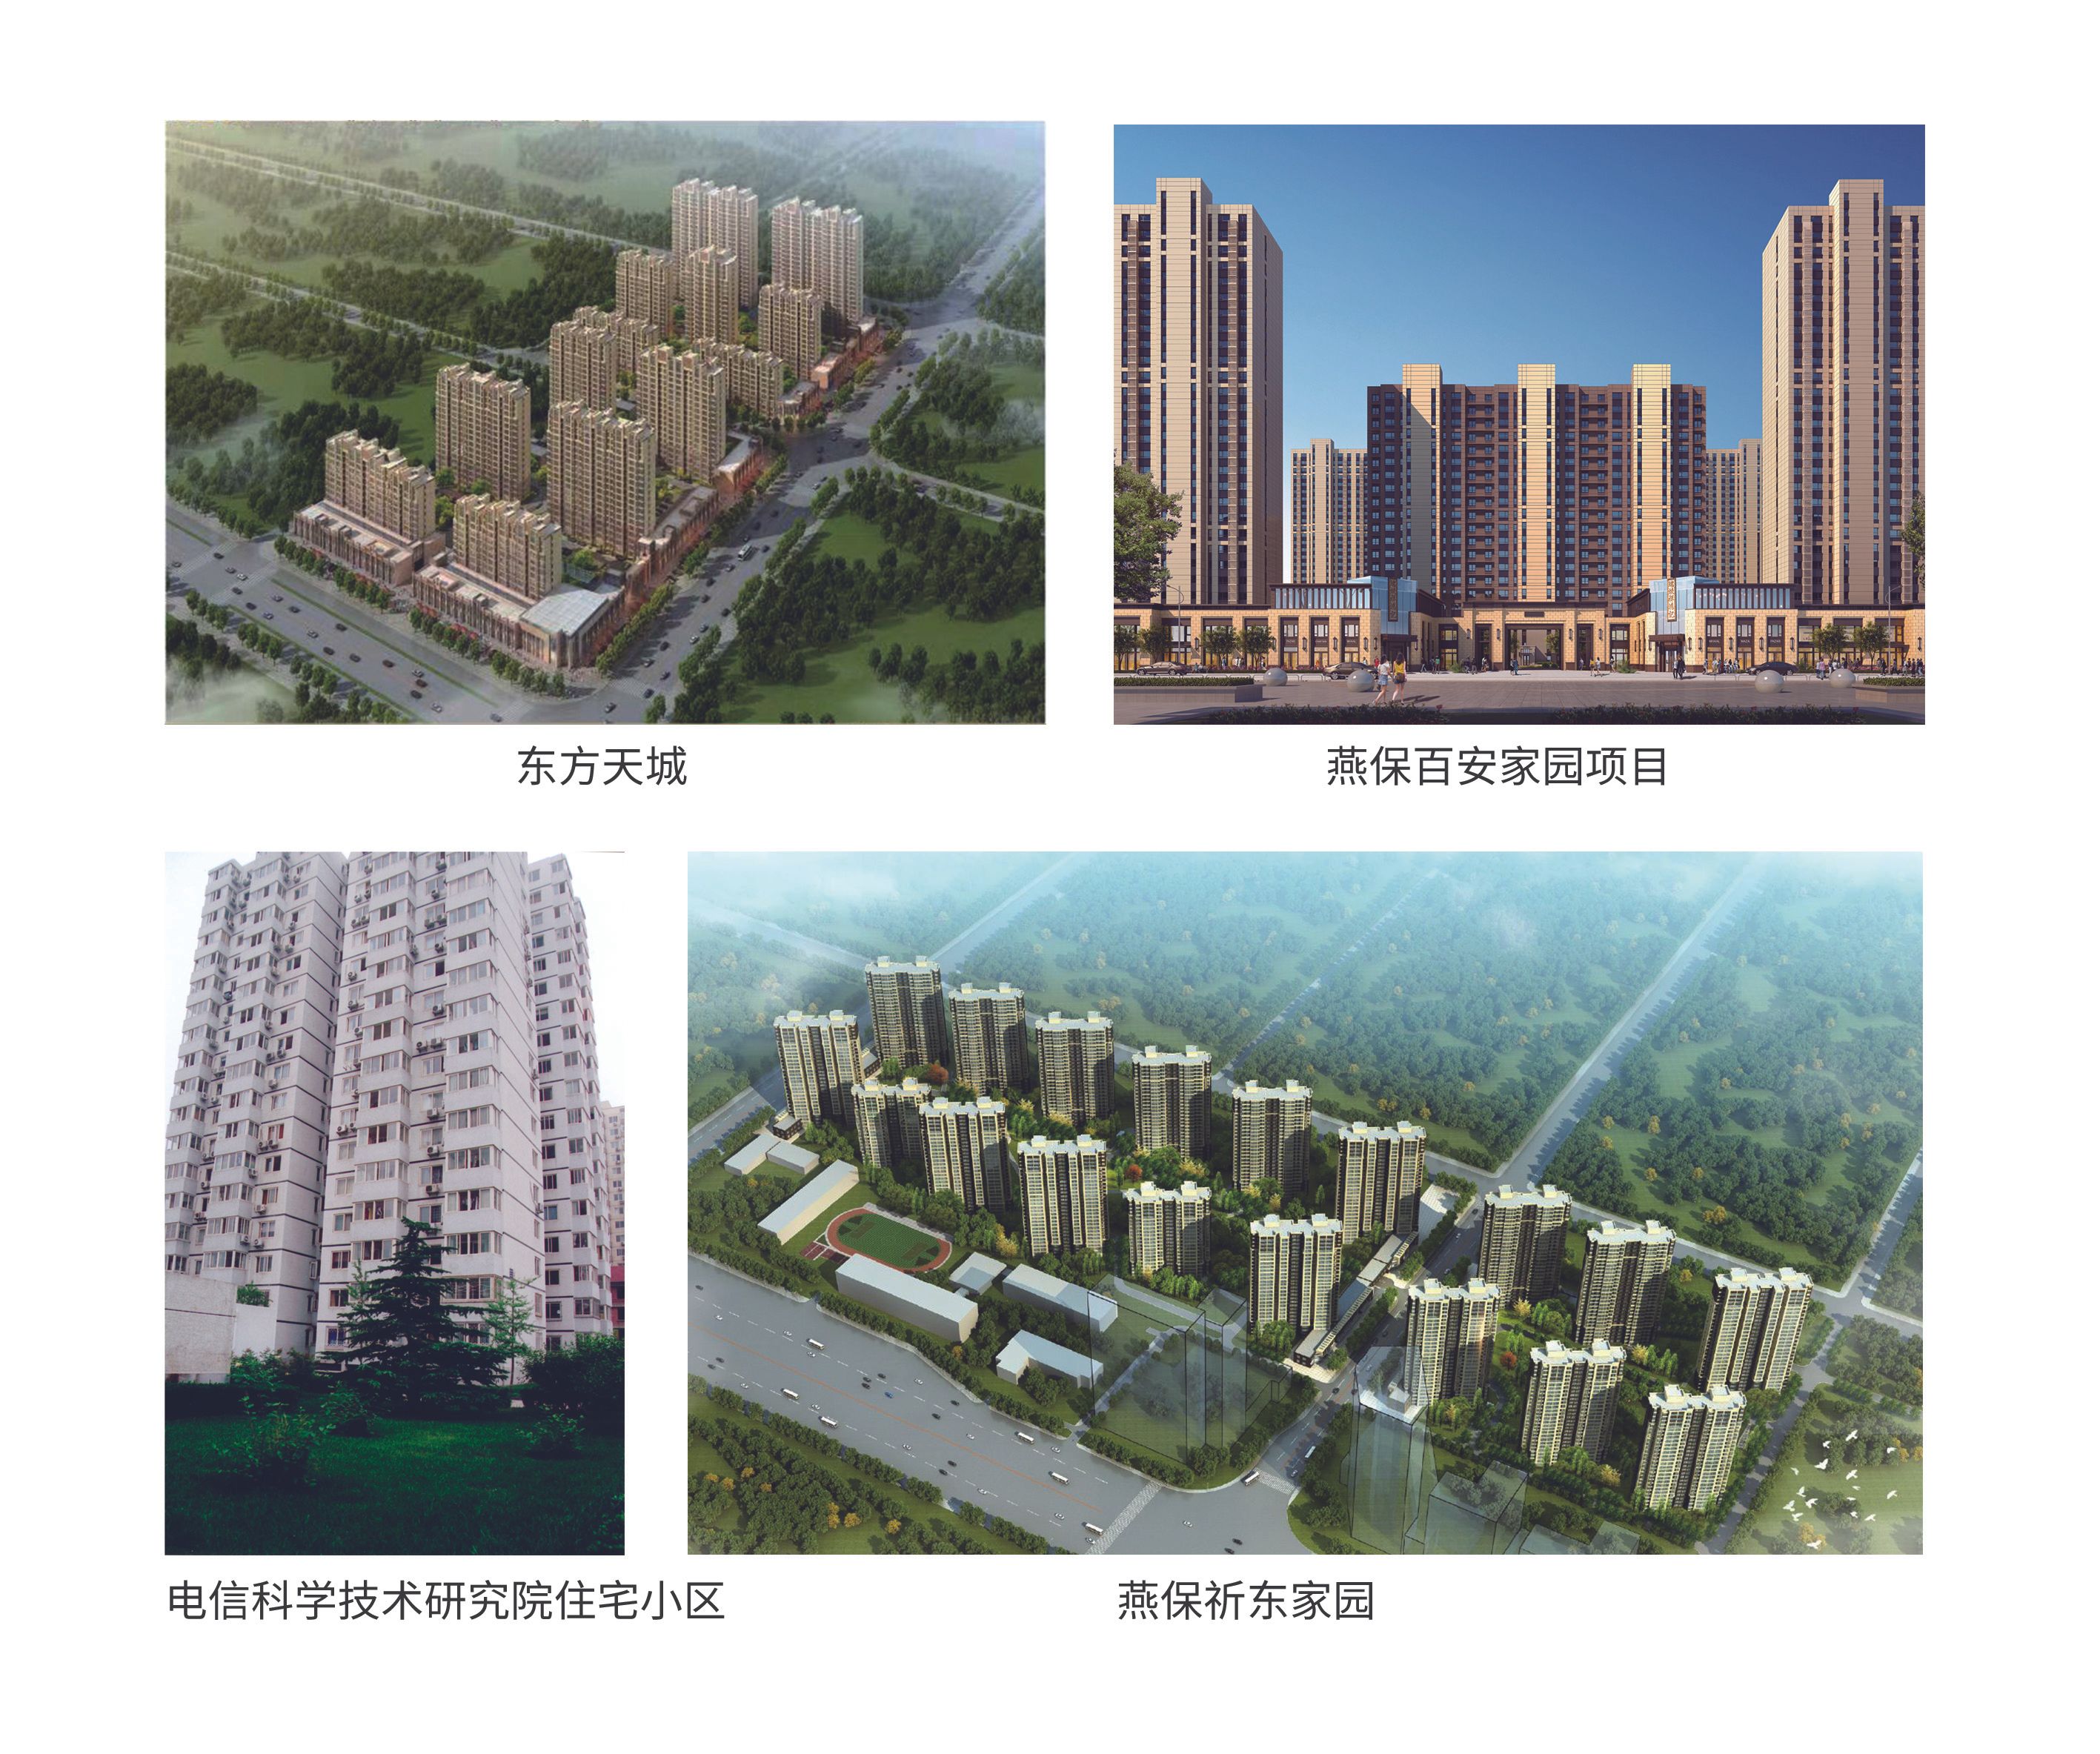 东方天城
燕保百安家园项目
电信科学技术研究院住宅小区
燕保祈东家园